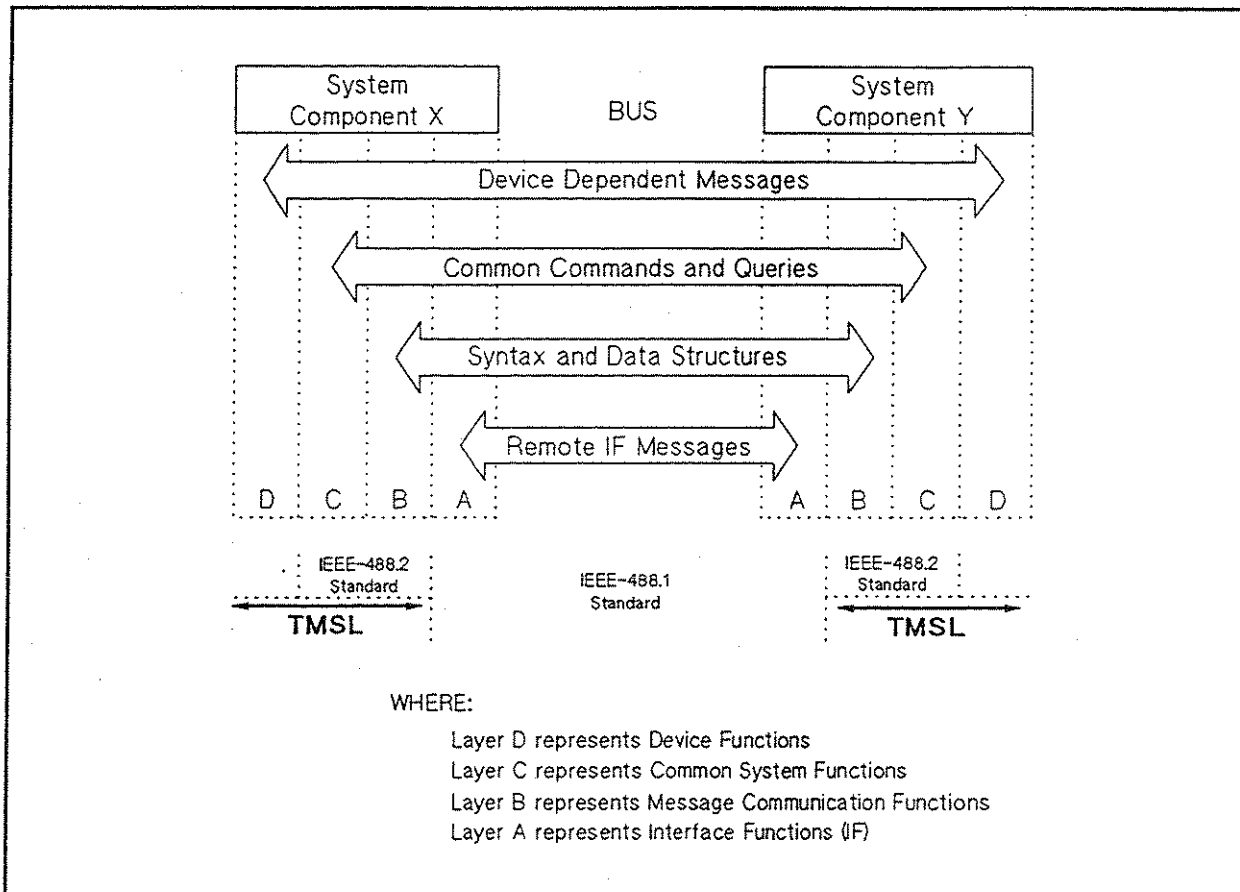 System
Component X
BUS
System
Component Y
Device Dependent Messages
Common Commands and Queries
Syntax and Data Structures
Remote IF Messages
D C B A
A B C D
IEEE-488.2
Standard
IEEE-488.1
Standard
IEEE-488.2
Standard
TMSL
TMSL
WHERE:
Layer D represents Device Functions
Layer C represents Common System Functions
Layer B represents Message Communication Functions
Layer A represents Interface Functions (IF)